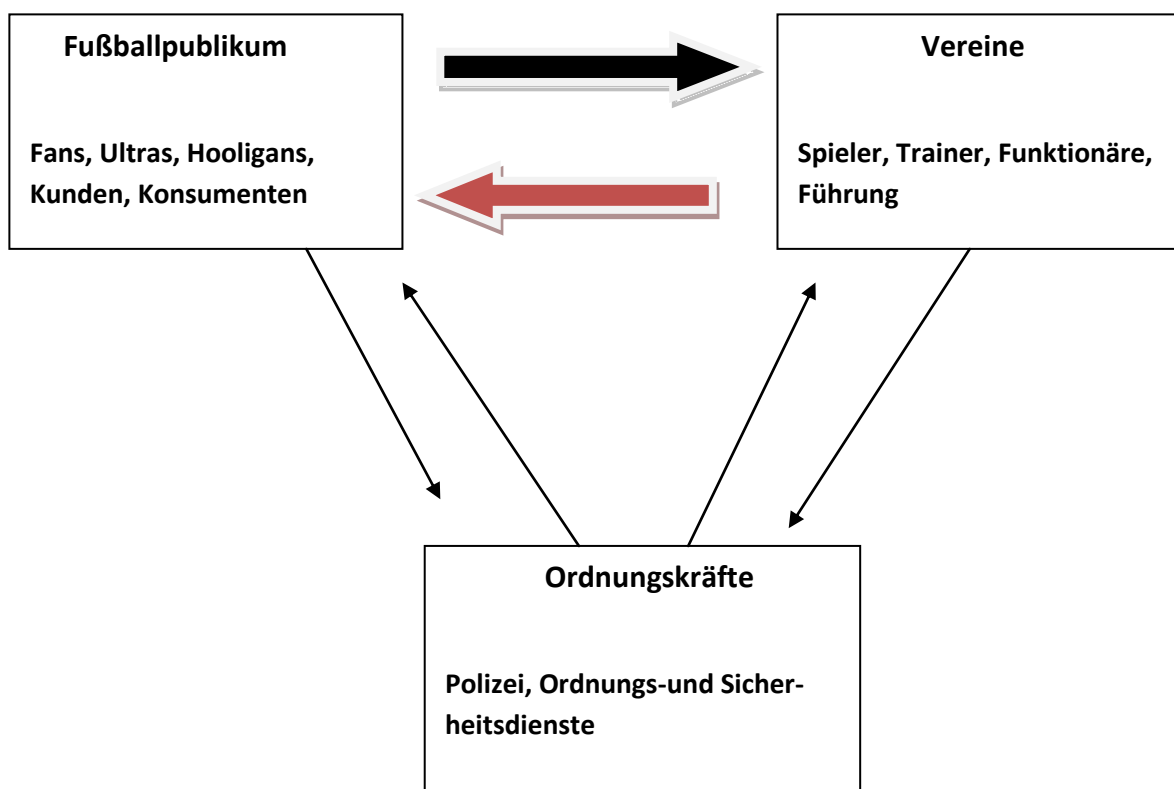 Fußballpublikum
Fans, Ultras, Hooligans,
Kunden, Konsumenten
Vereine
Spieler, Trainer, Funktionäre,
Führung
Ordnungskräfte
Polizei, Ordnungs-und Sicher-
heitsdienste